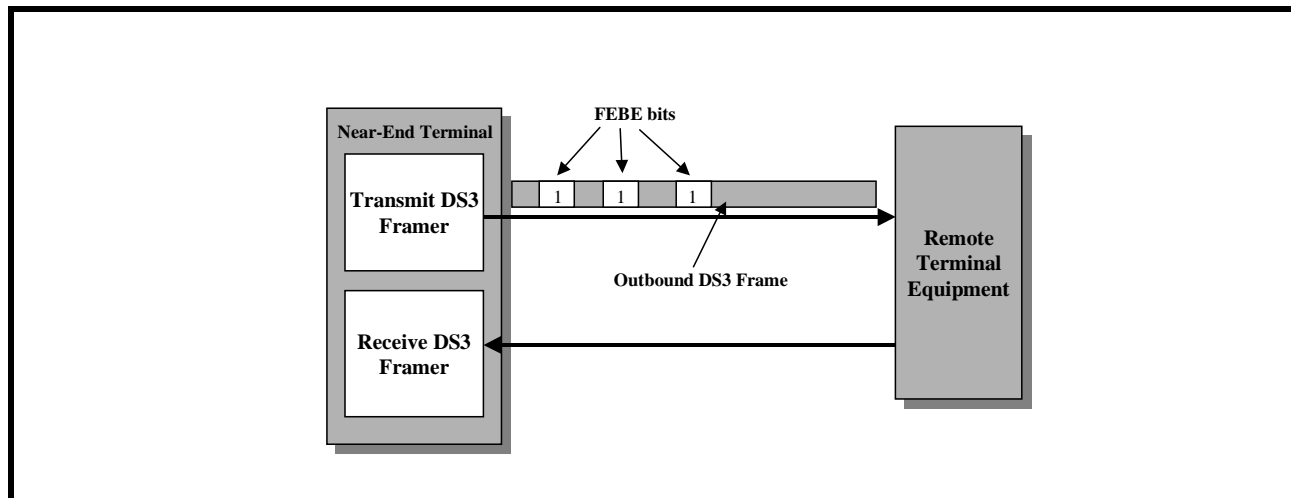 FEBE bits
Near-End Terminal
1 1 1
Transmit DS3
Framer
Remote
Terminal
Equipment
Outbound DS3 Frame
Receive DS3
Framer